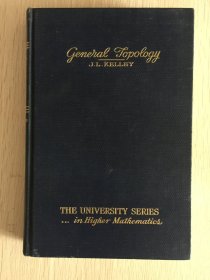 General Topology
J. L. KELLEY
THE UNIVERSITY SERIES
... in Higher Mathematics